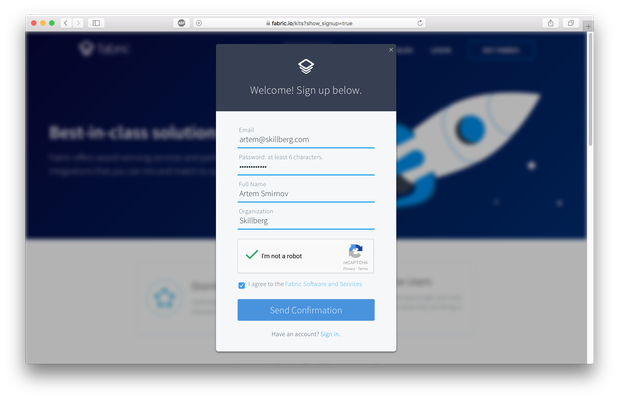 fabric.io/kits?show_signup=true
fabric
Welcome! Sign up below.
Best-in-class solution
Email
artem@skillberg.com
Password: at least 6 characters.
Full Name
Artem Smirnov
Organization
Skillberg
I'm not a robot
reCAPTCHA
Privacy - Terms
I agree to the Fabric Software and Services
Send Confirmation
Have an account? Sign in.